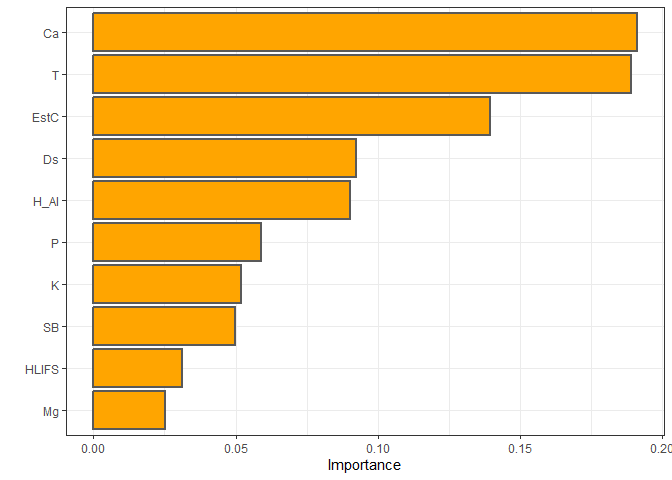 Ca
T
EstC
Ds
H_Al
P
K
SB
HLIFS
Mg
0.00 0.05 0.10 0.15 0.20
Importance